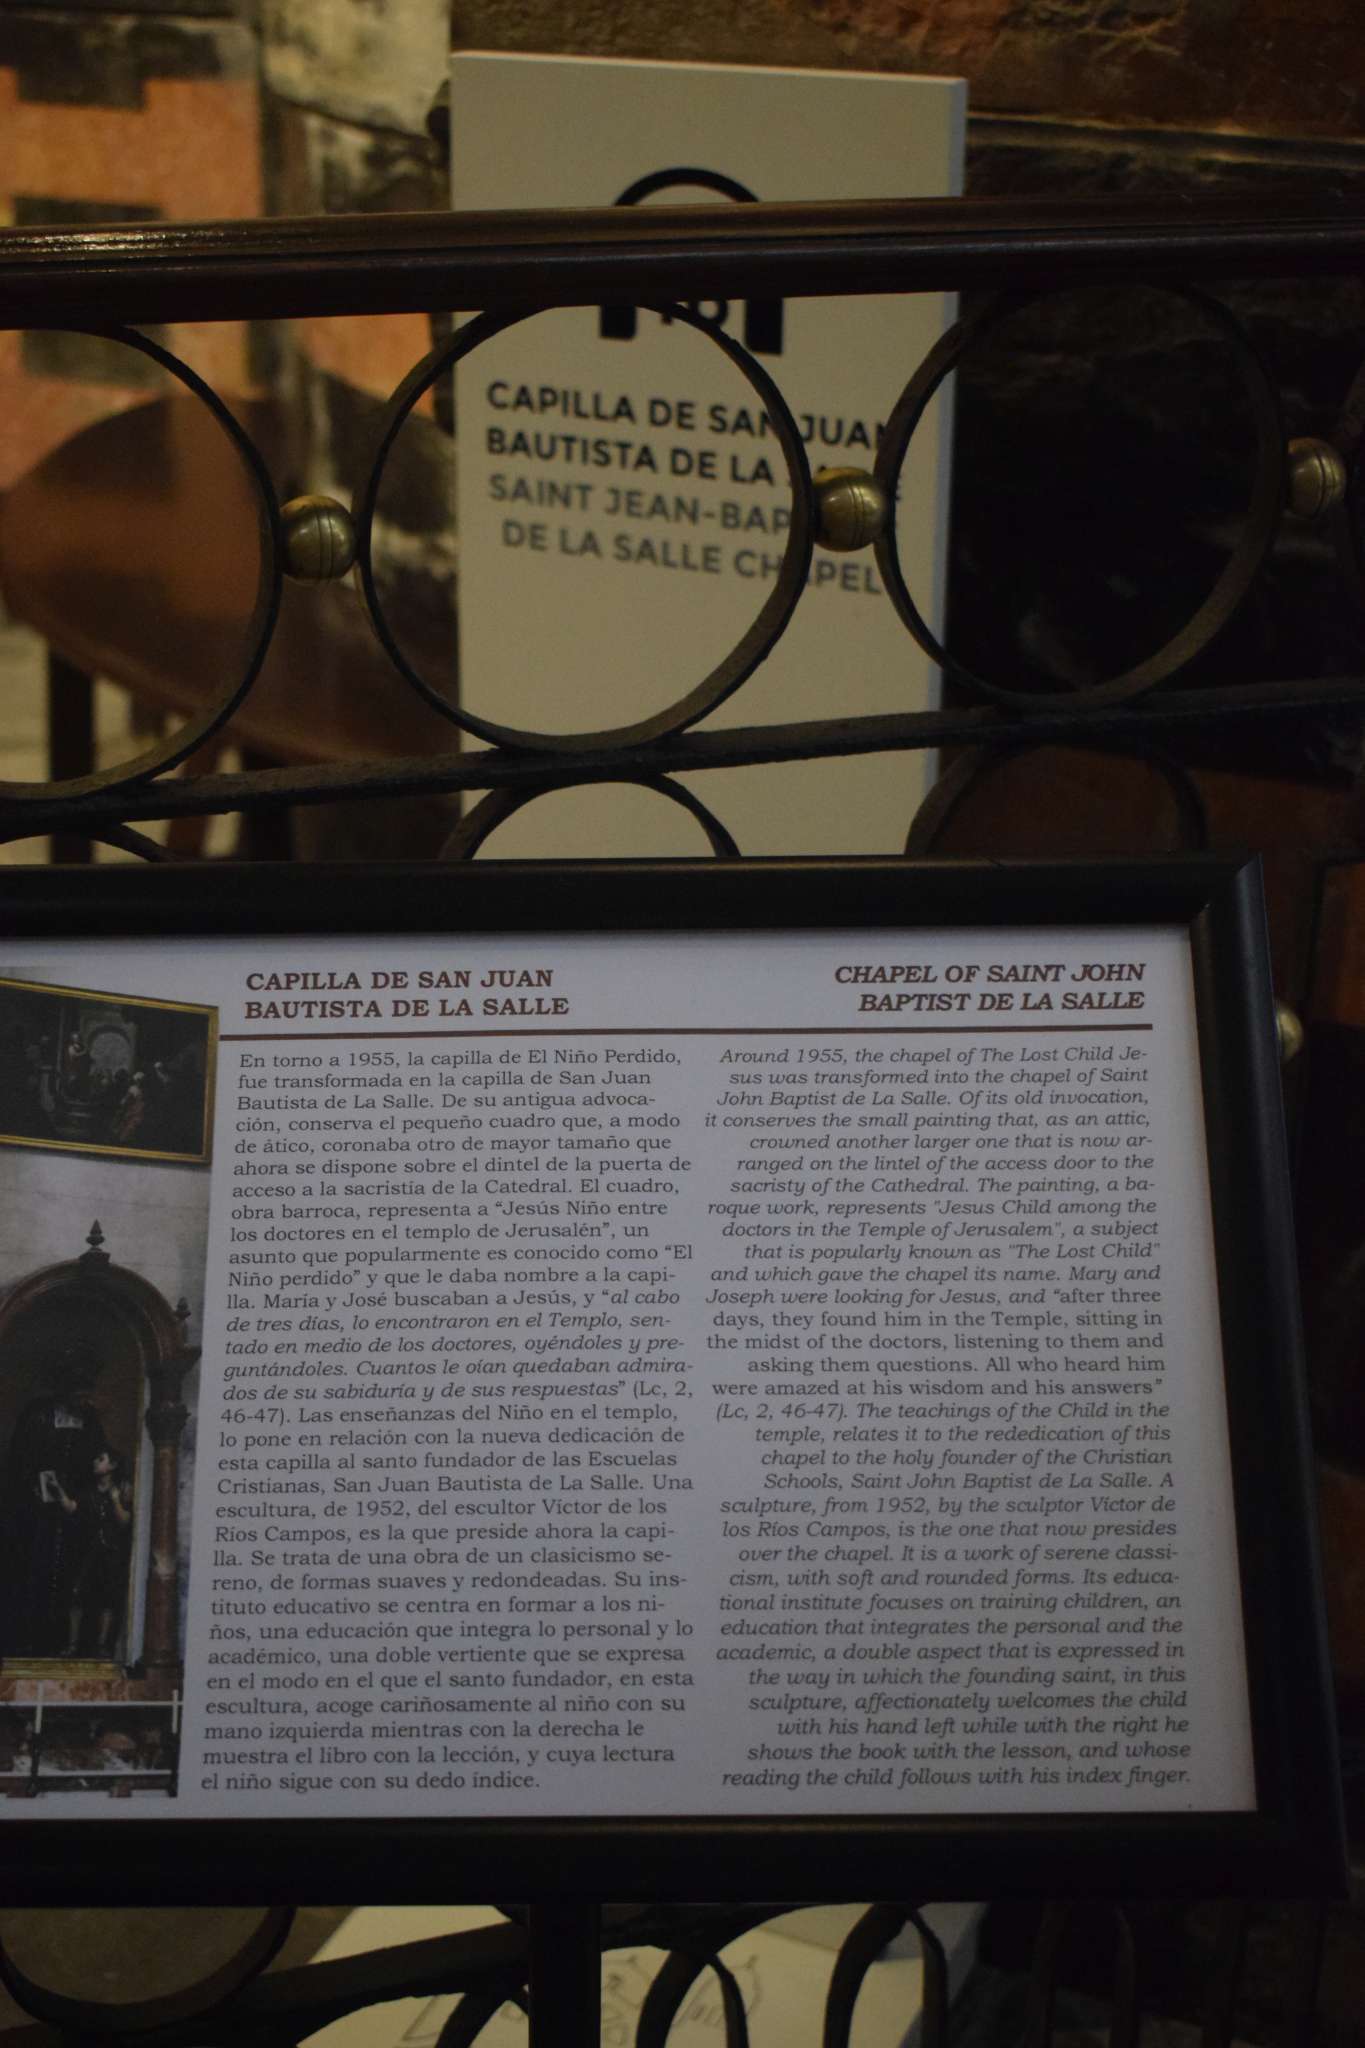 CAPILLA DE SAN JUAN
BAUTISTA DE LA
SAINT JEAN-BAP
DE LA SALLE CHAPEL
CAPILLA DE SAN JUAN
BAUTISTA DE LA SALLE
En torno a 1955, la capilla de El Niño Perdido,
fue transformada en la capilla de San Juan
Bautista de La Salle. De su antigua advoca-
ción, conserva el pequeño cuadro que, a modo
de ático, coronaba otro de mayor tamaño que
ahora se dispone sobre el dintel de la puerta de
acceso a la sacristía de la Catedral. El cuadro,
obra barroca, representa a “Jesús Niño entre
los doctores en el templo de Jerusalén”, un
asunto que popularmente es conocido como “El
Niño perdido” y que le daba nombre a la capi-
lla. María y José buscaban a Jesús, y “al cabo
de tres días, lo encontraron en el Templo, sen-
tado en medio de los doctores, oyéndoles y pre-
guntándoles. Cuantos le oían quedaban admira-
dos de su sabiduría y de sus respuestas” (Lc, 2,
46-47). Las enseñanzas del Niño en el templo,
lo pone en relación con la nueva dedicación de
esta capilla al santo fundador de las Escuelas
Cristianas, San Juan Bautista de La Salle. Una
escultura, de 1952, del escultor Víctor de los
Ríos Campos, es la que preside ahora la capi-
lla. Se trata de una obra de un clasicismo se-
reno, de formas suaves y redondeadas. Su ins-
tituto educativo se centra en formar a los ni-
ños, una educación que integra lo personal y lo
académico, una doble vertiente que se expresa
en el modo en el que el santo fundador, en esta
escultura, acoge cariñosamente al niño con su
mano izquierda mientras con la derecha le
muestra el libro con la lección, y cuya lectura
el niño sigue con su dedo índice.
CHAPEL OF SAINT JOHN
BAPTIST DE LA SALLE
Around 1955, the chapel of The Lost Child Je-
sus was transformed into the chapel of Saint
John Baptist de La Salle. Of its old invocation,
it conserves the small painting that, as an attic,
crowned another larger one that is now ar-
ranged on the lintel of the access door to the
sacristy of the Cathedral. The painting, a ba-
roque work, represents "Jesus Child among the
doctors in the Temple of Jerusalem", a subject
that is popularly known as "The Lost Child"
and which gave the chapel its name. Mary and
Joseph were looking for Jesus, and “after three
days, they found him in the Temple, sitting in
the midst of the doctors, listening to them and
asking them questions. All who heard him
were amazed at his wisdom and his answers”
(Lc, 2, 46-47). The teachings of the Child in the
temple, relates it to the rededication of this
chapel to the holy founder of the Christian
Schools, Saint John Baptist de La Salle. A
sculpture, from 1952, by the sculptor Víctor de
los Ríos Campos, is the one that now presides
over the chapel. It is a work of serene classi-
cism, with soft and rounded forms. Its educa-
tional institute focuses on training children, an
education that integrates the personal and the
academic, a double aspect that is expressed in
the way in which the founding saint, in this
sculpture, affectionately welcomes the child
with his hand left while with the right he
shows the book with the lesson, and whose
reading the child follows with his index finger.